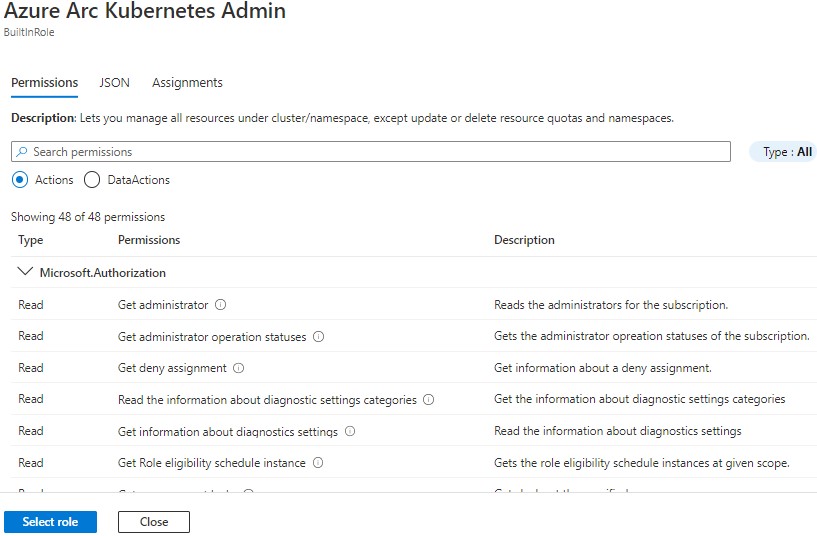 Azure Arc Kubernetes Admin
BuiltInRole
Permissions JSON Assignments
Description: Lets you manage all resources under cluster/namespace, except update or delete resource quotas and namespaces.
Search permissions Type : All
Actions DataActions
Showing 48 of 48 permissions
Type Permissions Description
Microsoft.Authorization
Read Get administrator Reads the administrators for the subscription.
Read Get administrator operation statuses Gets the administrator opreation statuses of the subscription.
Read Get deny assignment Get information about a deny assignment.
Read Read the information about diagnostic settings categories Get the information about diagnostic settings categories
Read Get information about diagnostics settings Read the information about diagnostics settings
Read Get Role eligibility schedule instance Gets the role eligibility schedule instances at given scope.
Select role Close